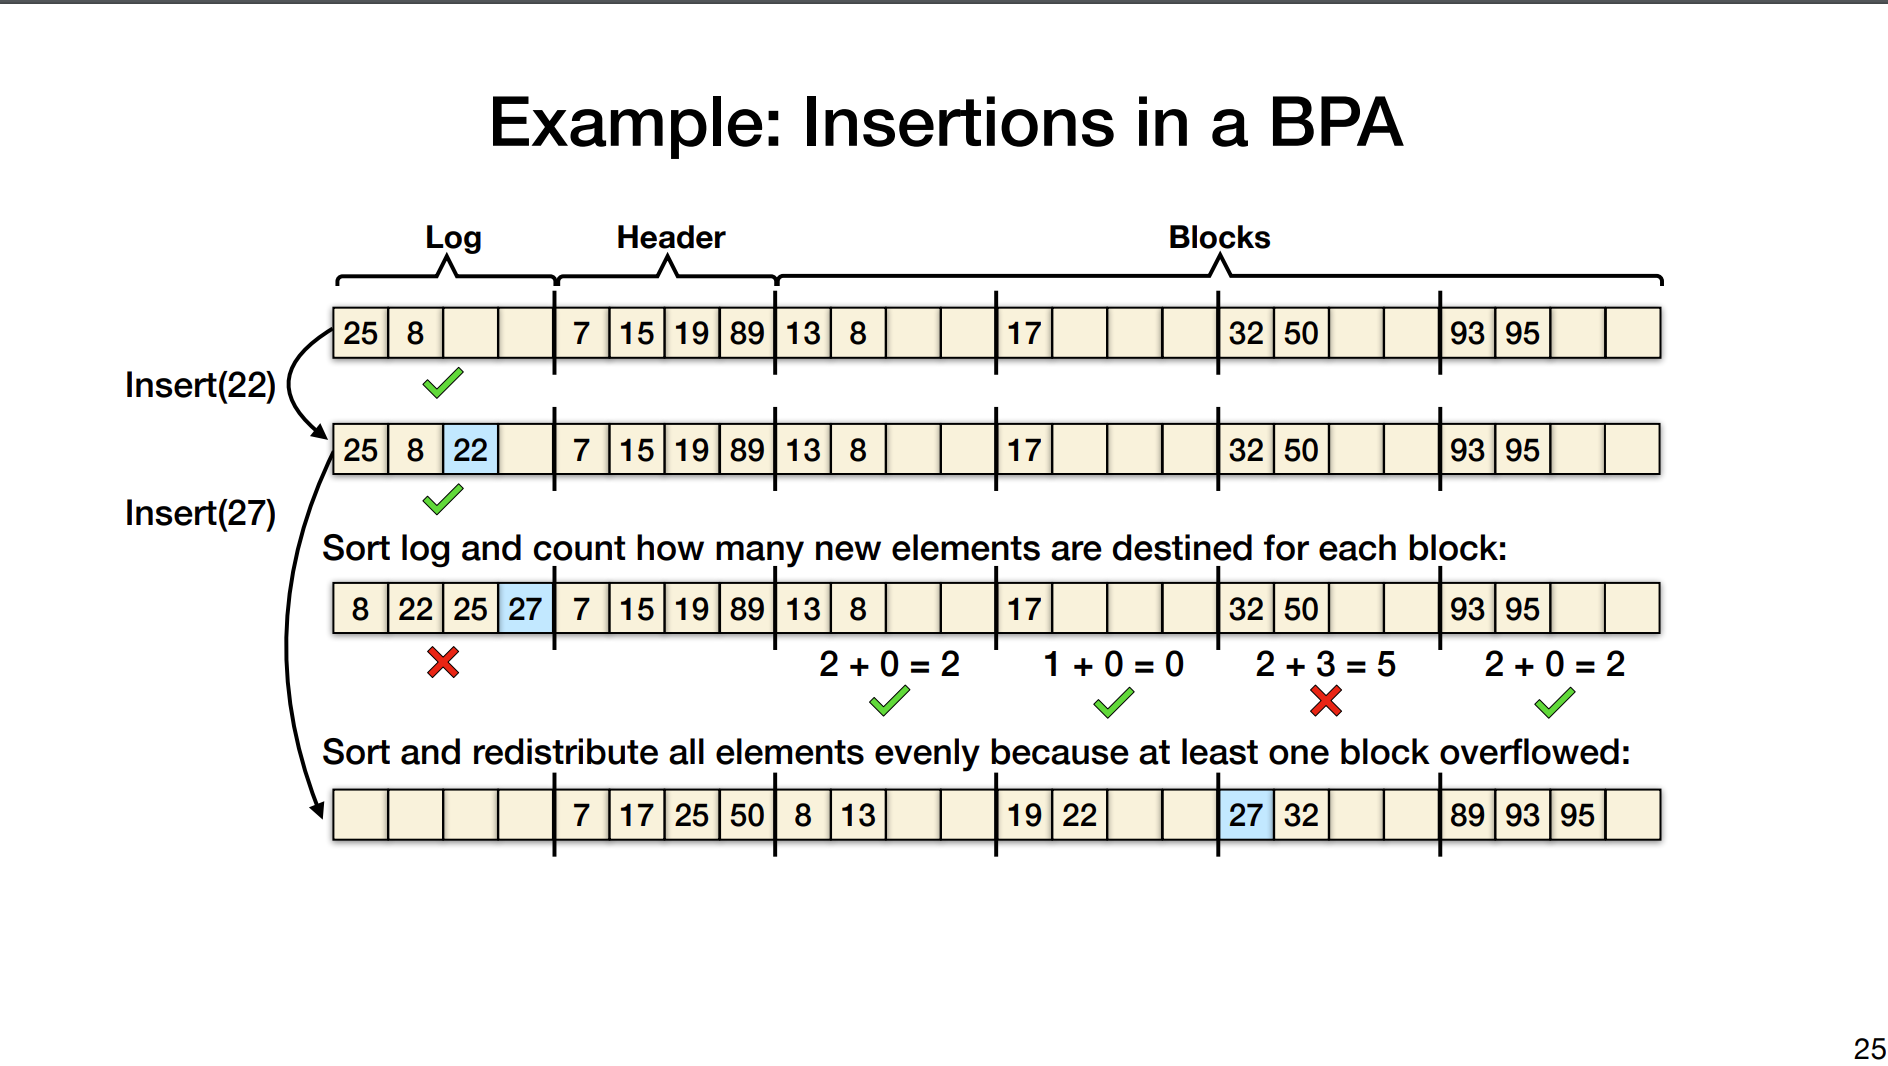 Example: Insertions in a BPA
Log Header Blocks
25 8 7 15 19 89 13 8 17 32 50 93 95
Insert(22)
25 8 22 7 15 19 89 13 8 17 32 50 93 95
Insert(27)
Sort log and count how many new elements are destined for each block:
8 22 25 27 7 15 19 89 13 8 17 32 50 93 95
2 + 0 = 2 1 + 0 = 0 2 + 3 = 5 2 + 0 = 2
Sort and redistribute all elements evenly because at least one block overflowed:
7 17 25 50 8 13 19 22 27 32 89 93 95
25